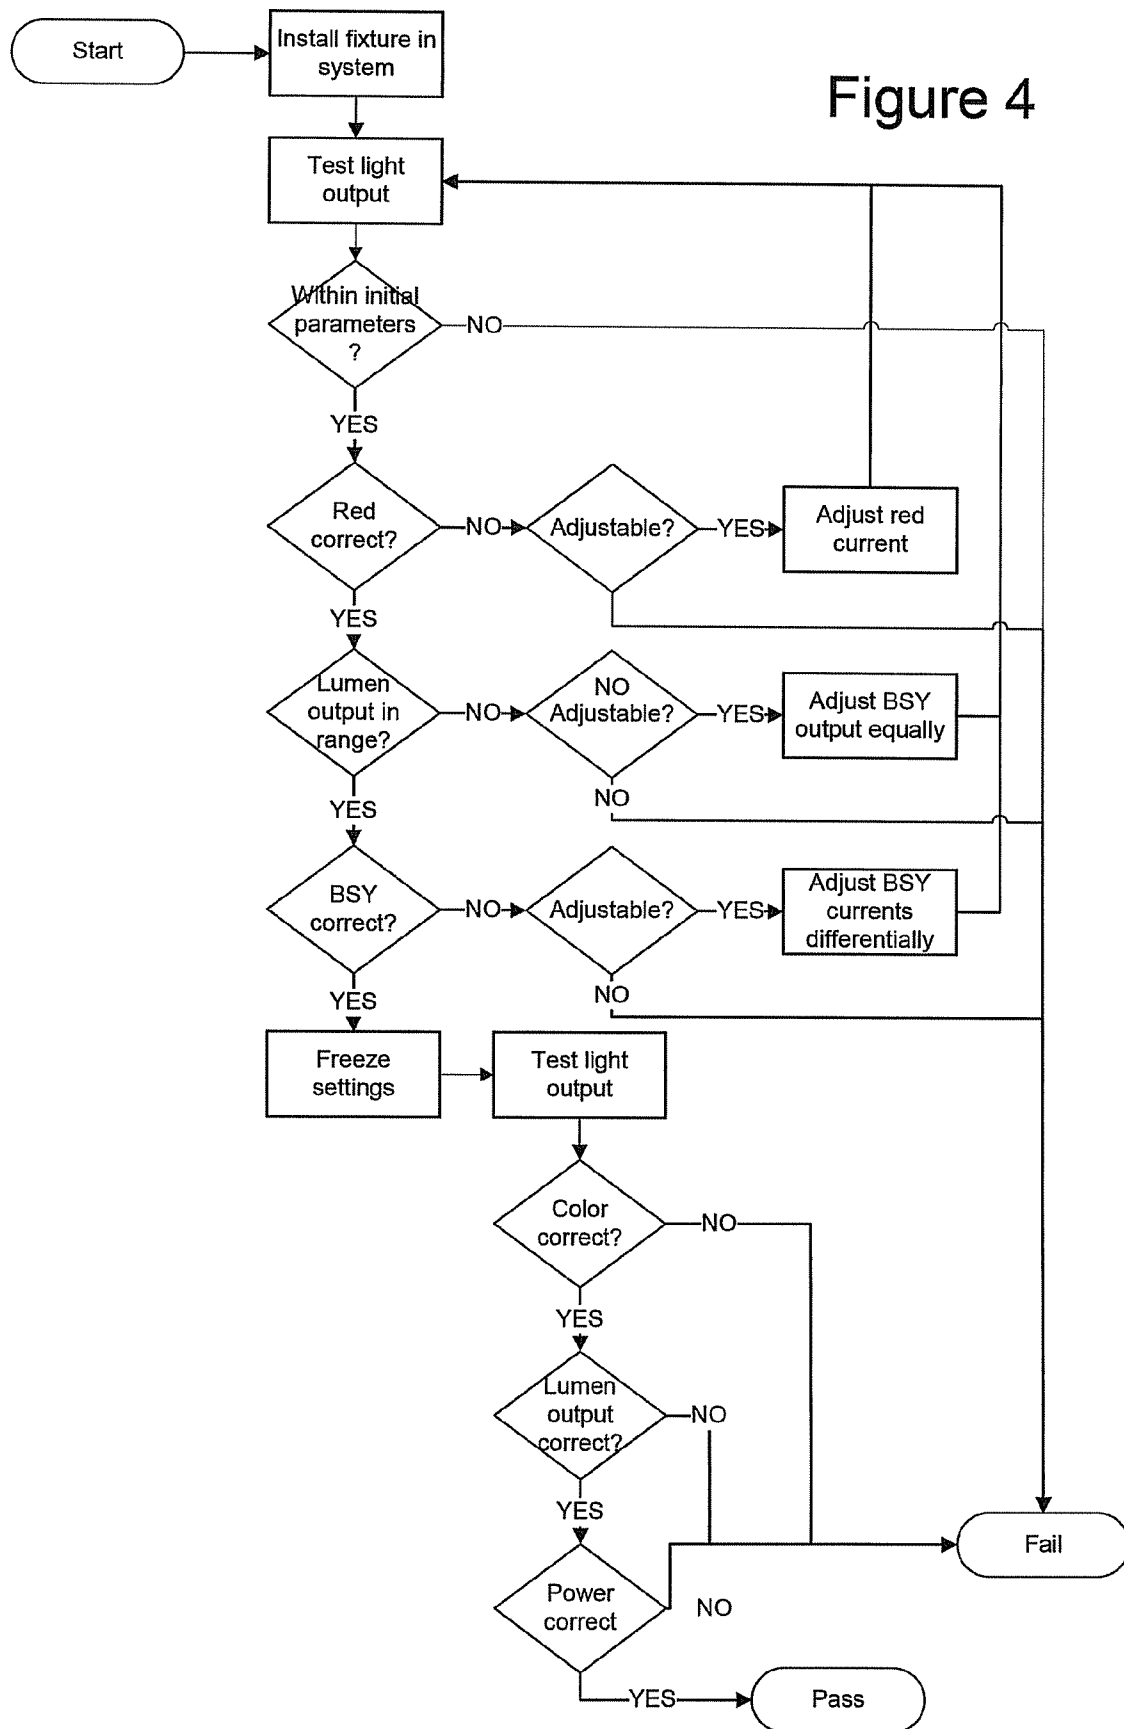 Start
Install fixture in
system
Figure 4
Test light
output
Within initial
parameters
?
NO
YES
Red
correct?
NO
Adjustable?
YES
Adjust red
current
YES
Lumen
output in
range?
NO
NO
Adjustable?
YES
Adjust BSY
output equally
NO
YES
BSY
correct?
NO
Adjustable?
YES
Adjust BSY
currents
differentially
NO
YES
Freeze
settings
Test light
output
Color
correct?
NO
YES
Lumen
output
correct?
NO
YES
Fail
Power
correct
NO
YES
Pass